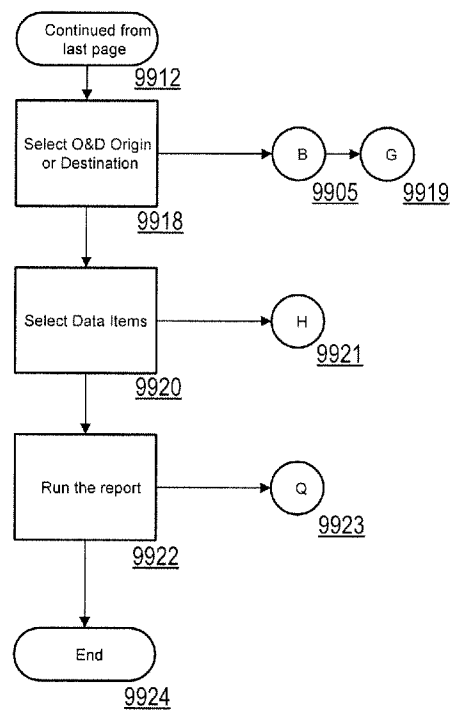 Continued from
last page
9912
Select O&D Origin
or Destination
B
G
9905
9919
9918
Select Data Items
H
9921
9920
Run the report
Q
9923
9922
End
9924